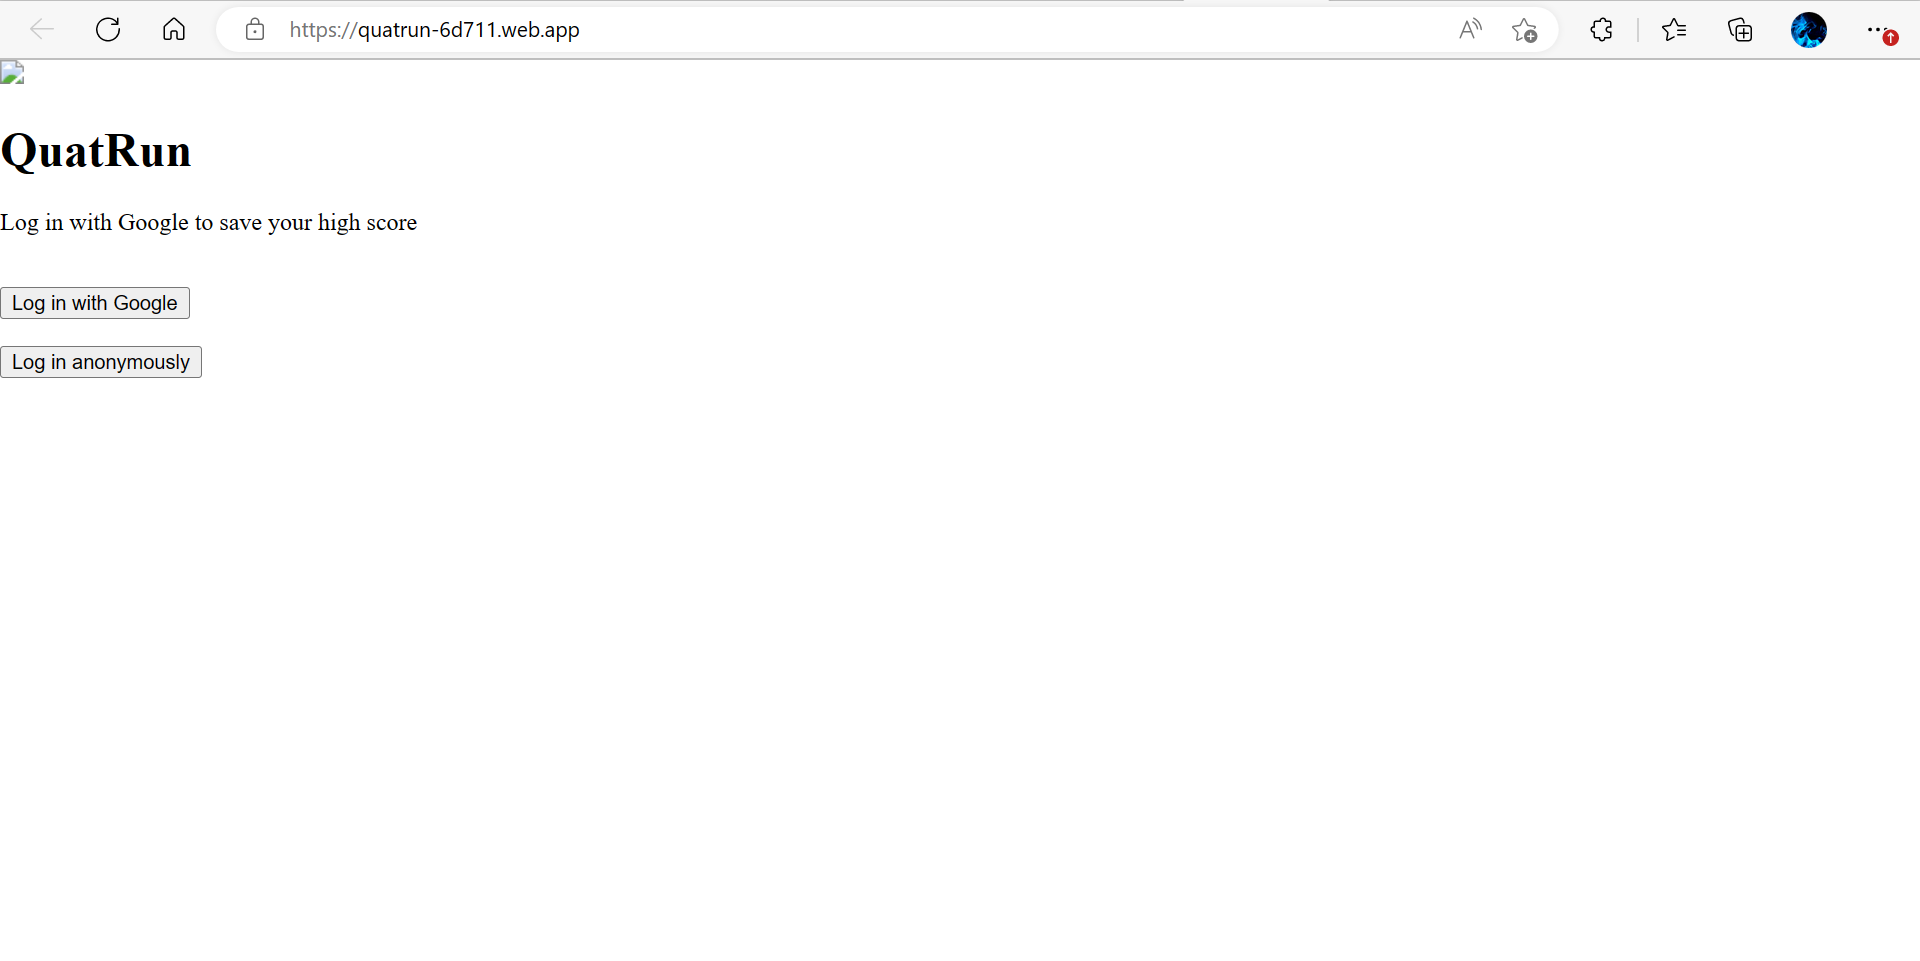 https://quatrun-6d711.web.app
QuatRun
Log in with Google to save your high score
Log in with Google
Log in anonymously